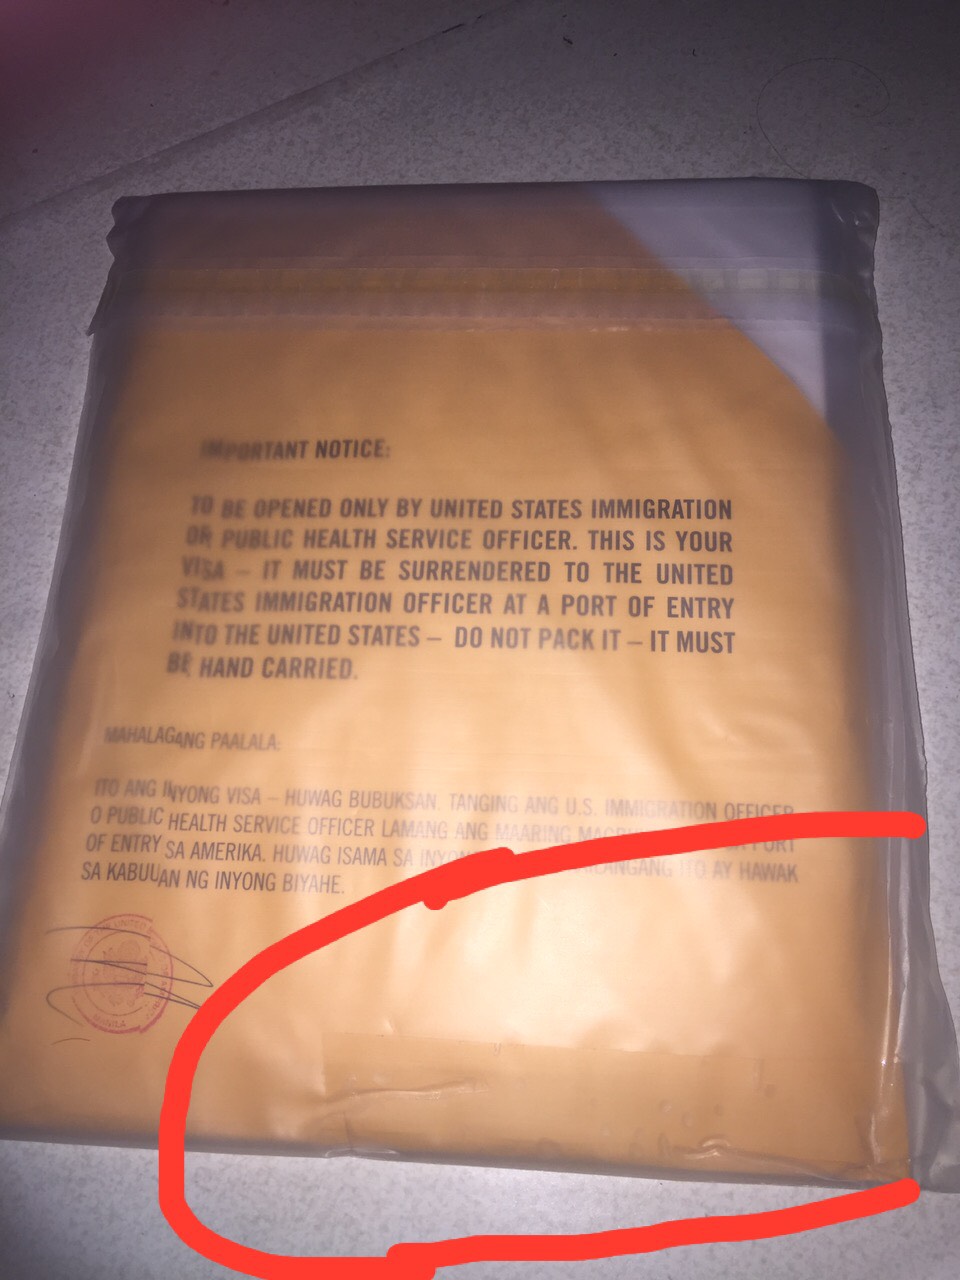 IMPORTANT NOTICE:
TO BE OPENED ONLY BY UNITED STATES IMMIGRATION
OR PUBLIC HEALTH SERVICE OFFICER. THIS IS YOUR
VISA – IT MUST BE SURRENDERED TO THE UNITED
STATES IMMIGRATION OFFICER AT A PORT OF ENTRY
INTO THE UNITED STATES – DO NOT PACK IT – IT MUST
BE HAND CARRIED.
MAHALAGANG PAALALA:
ITO ANG INYONG VISA – HUWAG BUBUKSAN. TANGING ANG U.S. IMMIGRATION OFFICER
O PUBLIC HEALTH SERVICE OFFICER LAMANG ANG MAARING PORT
OF ENTRY SA AMERIKA. HUWAG ISAMA SA ITO AY HAWAK
SA KABUUAN NG INYONG BIYAHE.
MANILA